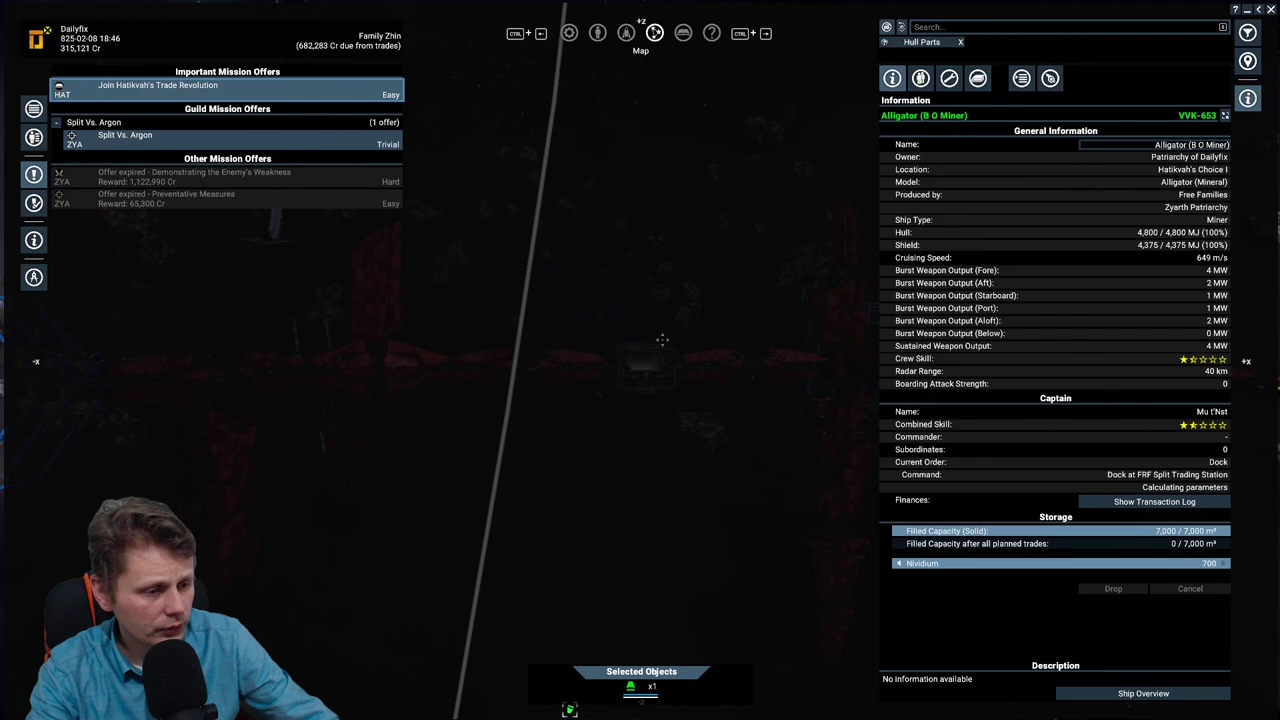 Dailyfix
825-02-08 18:46
315,121 Cr
Family Zhin
(682,283 Cr due from trades)
CTRL +
+Z
CTRL +
Map
Search...
Hull Parts X
Important Mission Offers
Join Hatikvah's Trade Revolution
HAT Easy
Guild Mission Offers
- Split Vs. Argon (1 offer)
Split Vs. Argon
ZYA Trivial
Other Mission Offers
Offer expired - Demonstrating the Enemy's Weakness
ZYA Reward: 1,122,990 Cr Hard
Offer expired - Preventative Measures
ZYA Reward: 65,300 Cr Easy
-X
+X
Information
Alligator (B O Miner) VVK-653
General Information
Name: Alligator (B O Miner)
Owner: Patriarchy of Dailyfix
Location: Hatikvah's Choice I
Model: Alligator (Mineral)
Produced by: Free Families
Zyarth Patriarchy
Ship Type: Miner
Hull: 4,800 / 4,800 MJ (100%)
Shield: 4,375 / 4,375 MJ (100%)
Cruising Speed: 649 m/s
Burst Weapon Output (Fore): 4 MW
Burst Weapon Output (Aft): 2 MW
Burst Weapon Output (Starboard): 1 MW
Burst Weapon Output (Port): 1 MW
Burst Weapon Output (Aloft): 2 MW
Burst Weapon Output (Below): 0 MW
Sustained Weapon Output: 4 MW
Crew Skill:
Radar Range: 40 km
Boarding Attack Strength: 0
Captain
Name: Mu t'Nst
Combined Skill:
Commander: -
Subordinates: 0
Current Order: Dock
Command: Dock at FRF Split Trading Station
Calculating parameters
Finances: Show Transaction Log
Storage
Filled Capacity (Solid): 7,000 / 7,000 m³
Filled Capacity after all planned trades: 0 / 7,000 m³
Nividium 700
Drop Cancel
Description
No information available
Ship Overview
Selected Objects
x1
-Z